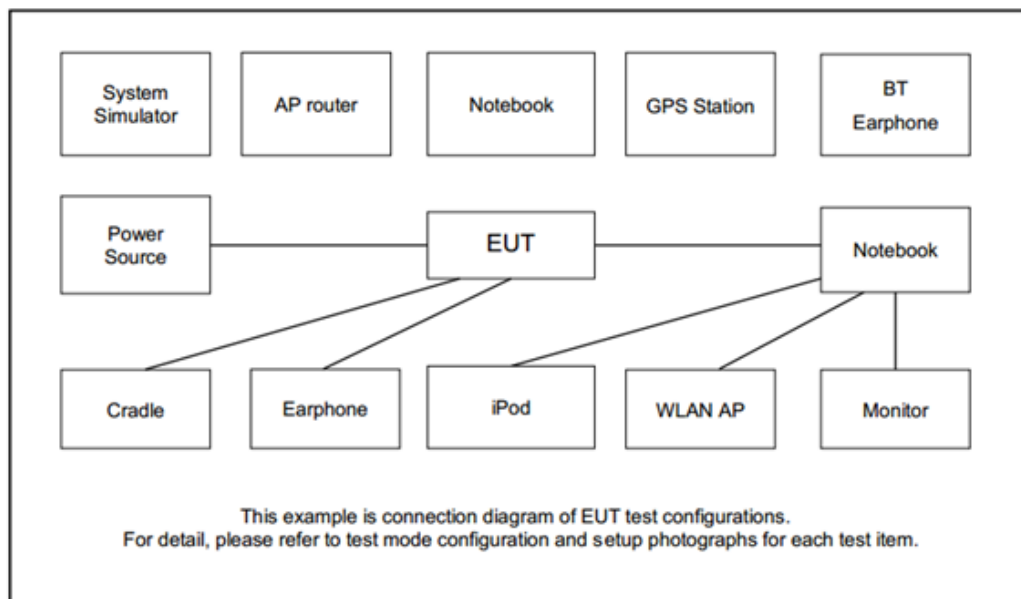 System
Simulator
AP router
Notebook
GPS Station
BT
Earphone
Power
Source
EUT
Notebook
Cradle
Earphone
iPod
WLAN AP
Monitor
This example is connection diagram of EUT test configurations.
For detail, please refer to test mode configuration and setup photographs for each test item.